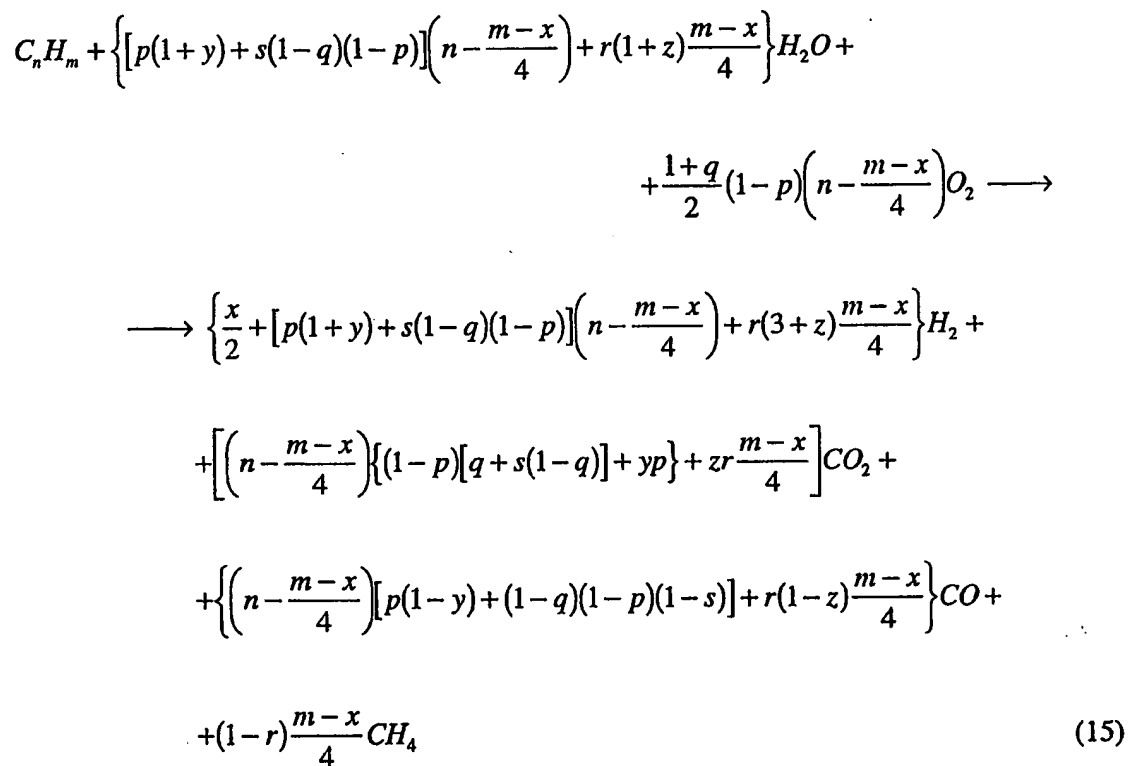 C_nH_m + {[p(1+y)+s(1−q)(1−p)](n−(m−x)/4)+r(1+z)(m−x)/4}H_2O +
+(1+q)/2(1−p)(n−(m−x)/4)O_2 ⟶
⟶ {x/2+[p(1+y)+s(1−q)(1−p)](n−(m−x)/4)+r(3+z)(m−x)/4}H_2 +
+[(n−(m−x)/4){(1−p)[q+s(1−q)]+yp}+zr(m−x)/4]CO_2 +
+{(n−(m−x)/4)[p(1−y)+(1−q)(1−p)(1−s)]+r(1−z)(m−x)/4}CO +
+(1−r)(m−x)/4 CH_4 (15)